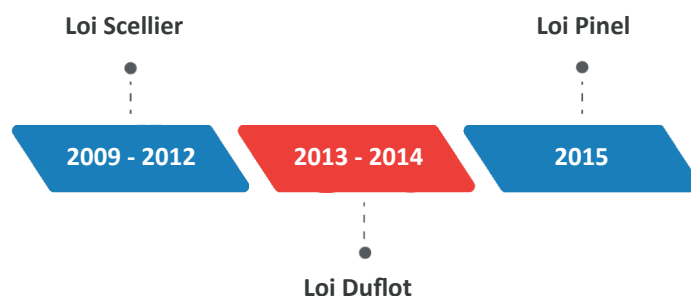 Loi Scellier
Loi Pinel
2009 - 2012
2013 - 2014
2015
Loi Duflot